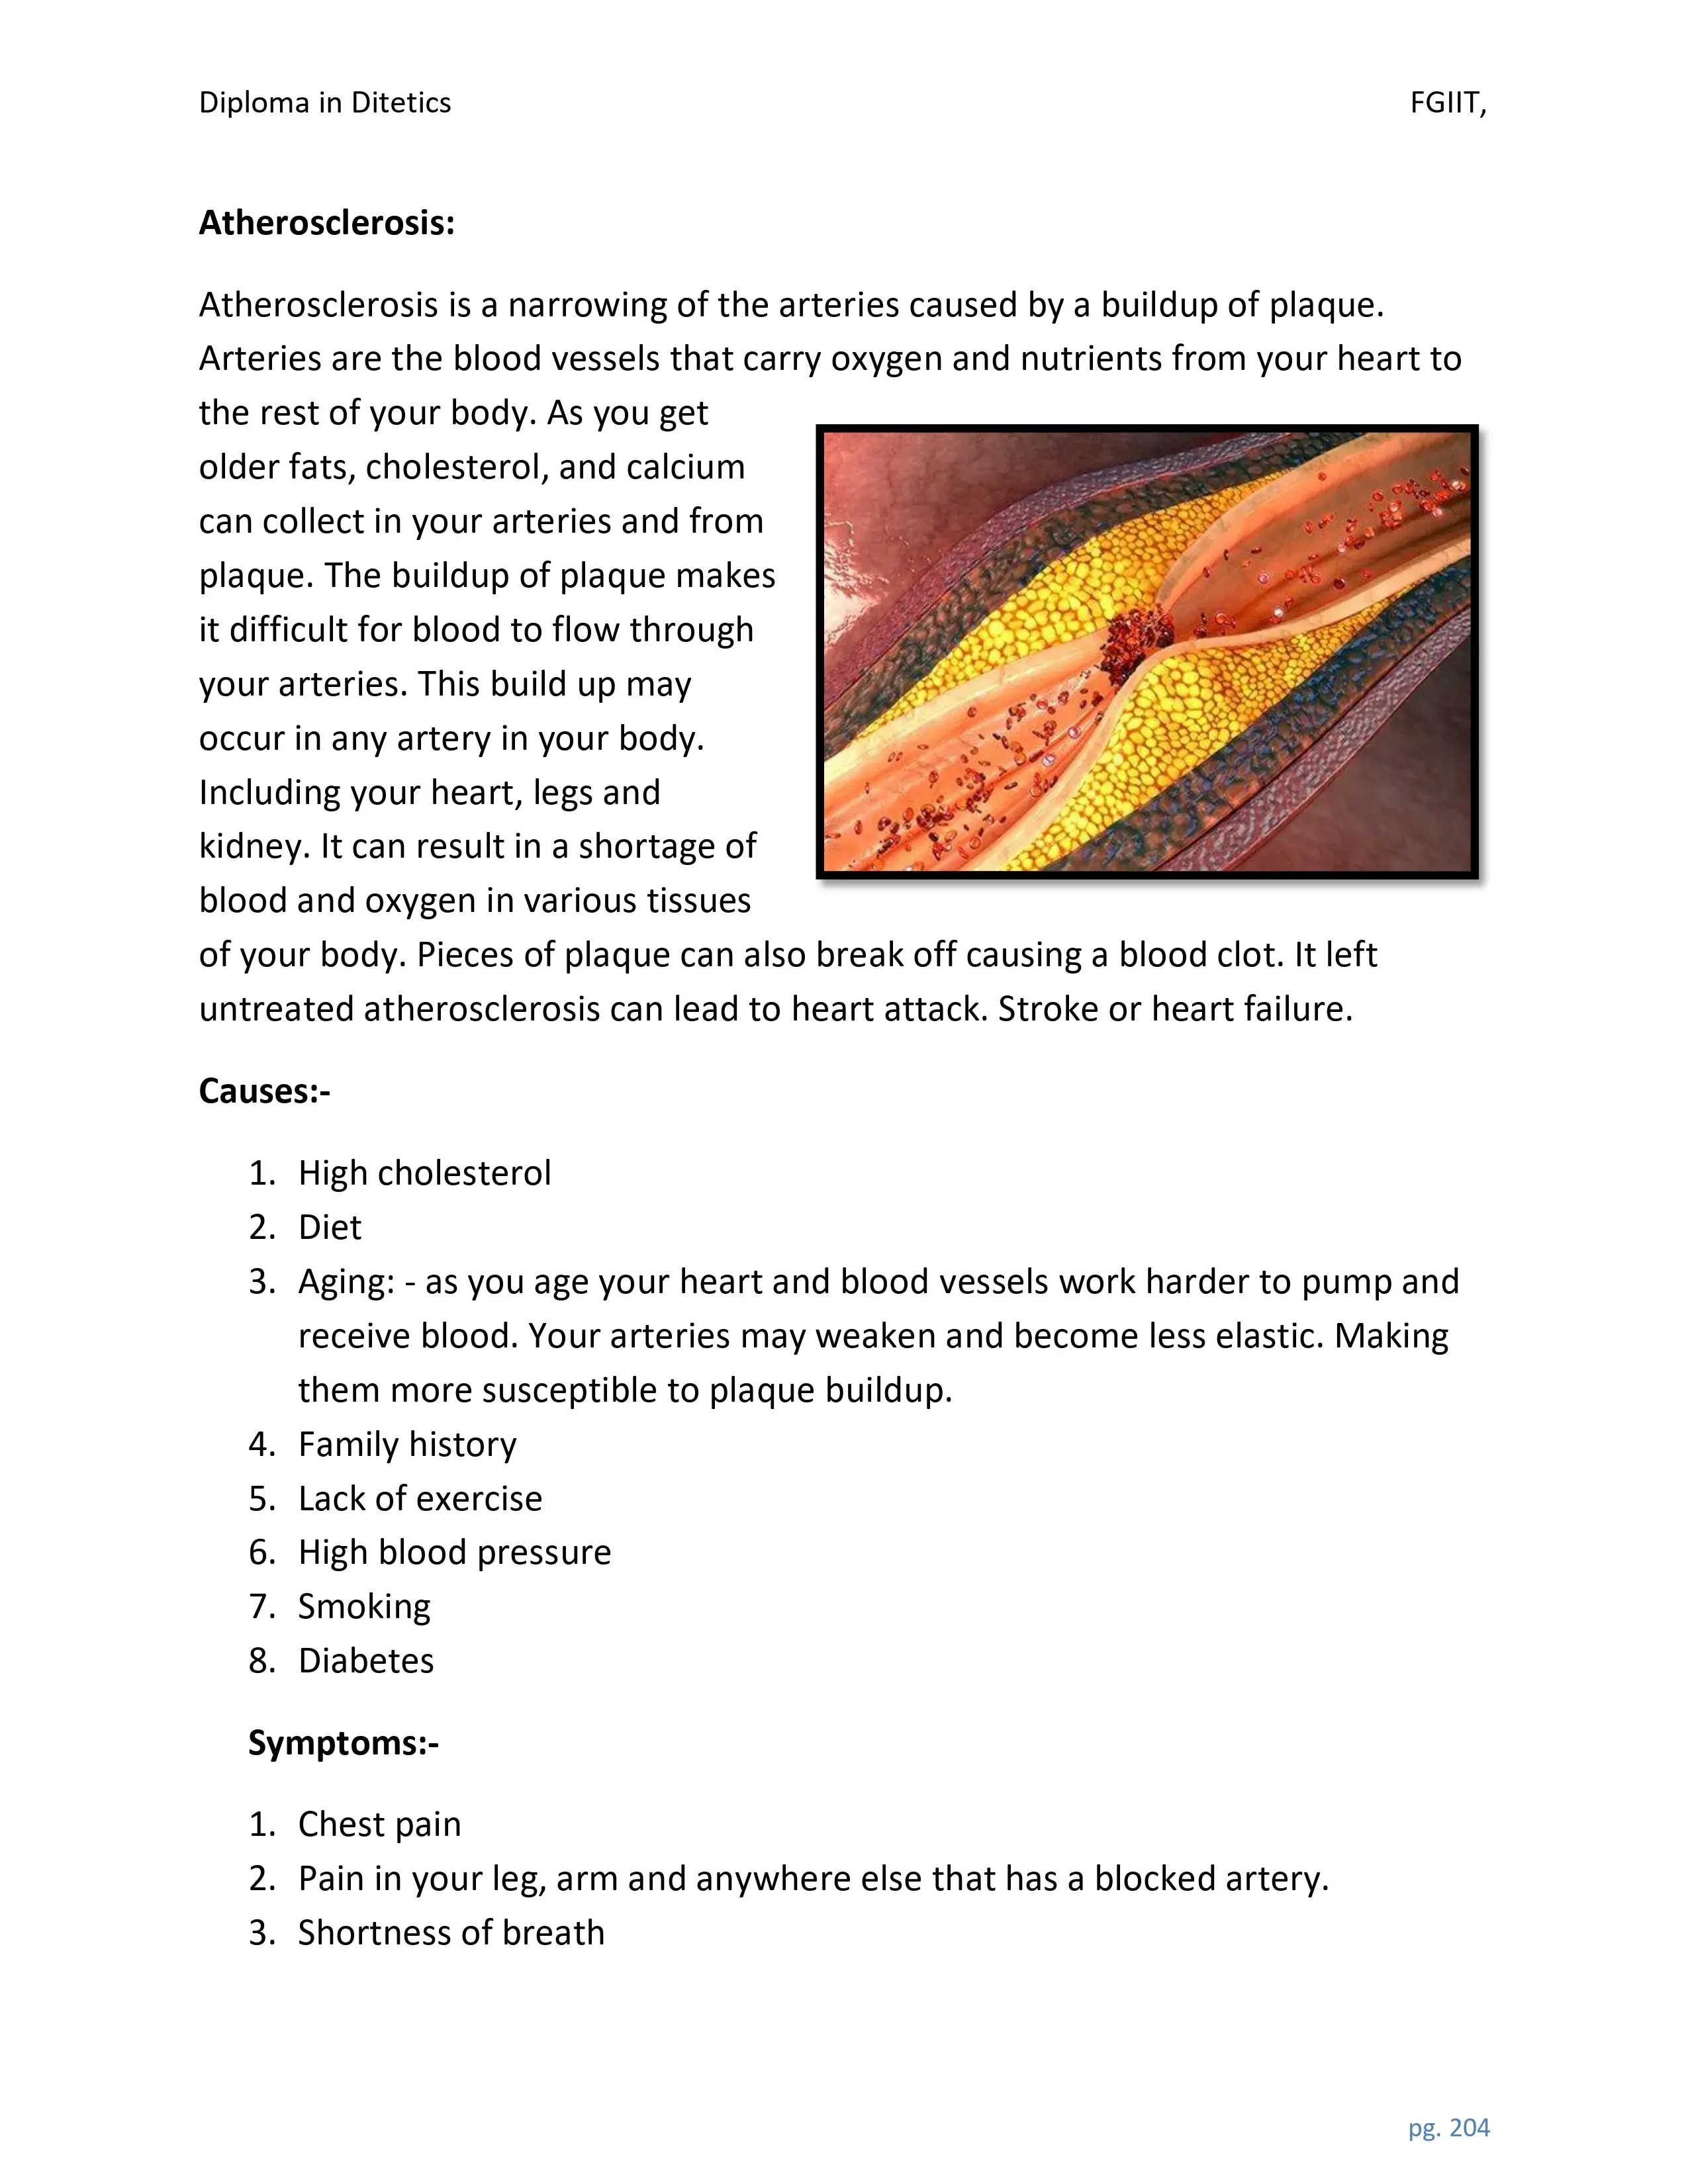 Diploma in Ditetics FGIIT,
Atherosclerosis:
Atherosclerosis is a narrowing of the arteries caused by a buildup of plaque.
Arteries are the blood vessels that carry oxygen and nutrients from your heart to
the rest of your body. As you get
older fats, cholesterol, and calcium
can collect in your arteries and from
plaque. The buildup of plaque makes
it difficult for blood to flow through
your arteries. This build up may
occur in any artery in your body.
Including your heart, legs and
kidney. It can result in a shortage of
blood and oxygen in various tissues
of your body. Pieces of plaque can also break off causing a blood clot. It left
untreated atherosclerosis can lead to heart attack. Stroke or heart failure.
Causes:-
1. High cholesterol
2. Diet
3. Aging: - as you age your heart and blood vessels work harder to pump and
receive blood. Your arteries may weaken and become less elastic. Making
them more susceptible to plaque buildup.
4. Family history
5. Lack of exercise
6. High blood pressure
7. Smoking
8. Diabetes
Symptoms:-
1. Chest pain
2. Pain in your leg, arm and anywhere else that has a blocked artery.
3. Shortness of breath
pg. 204